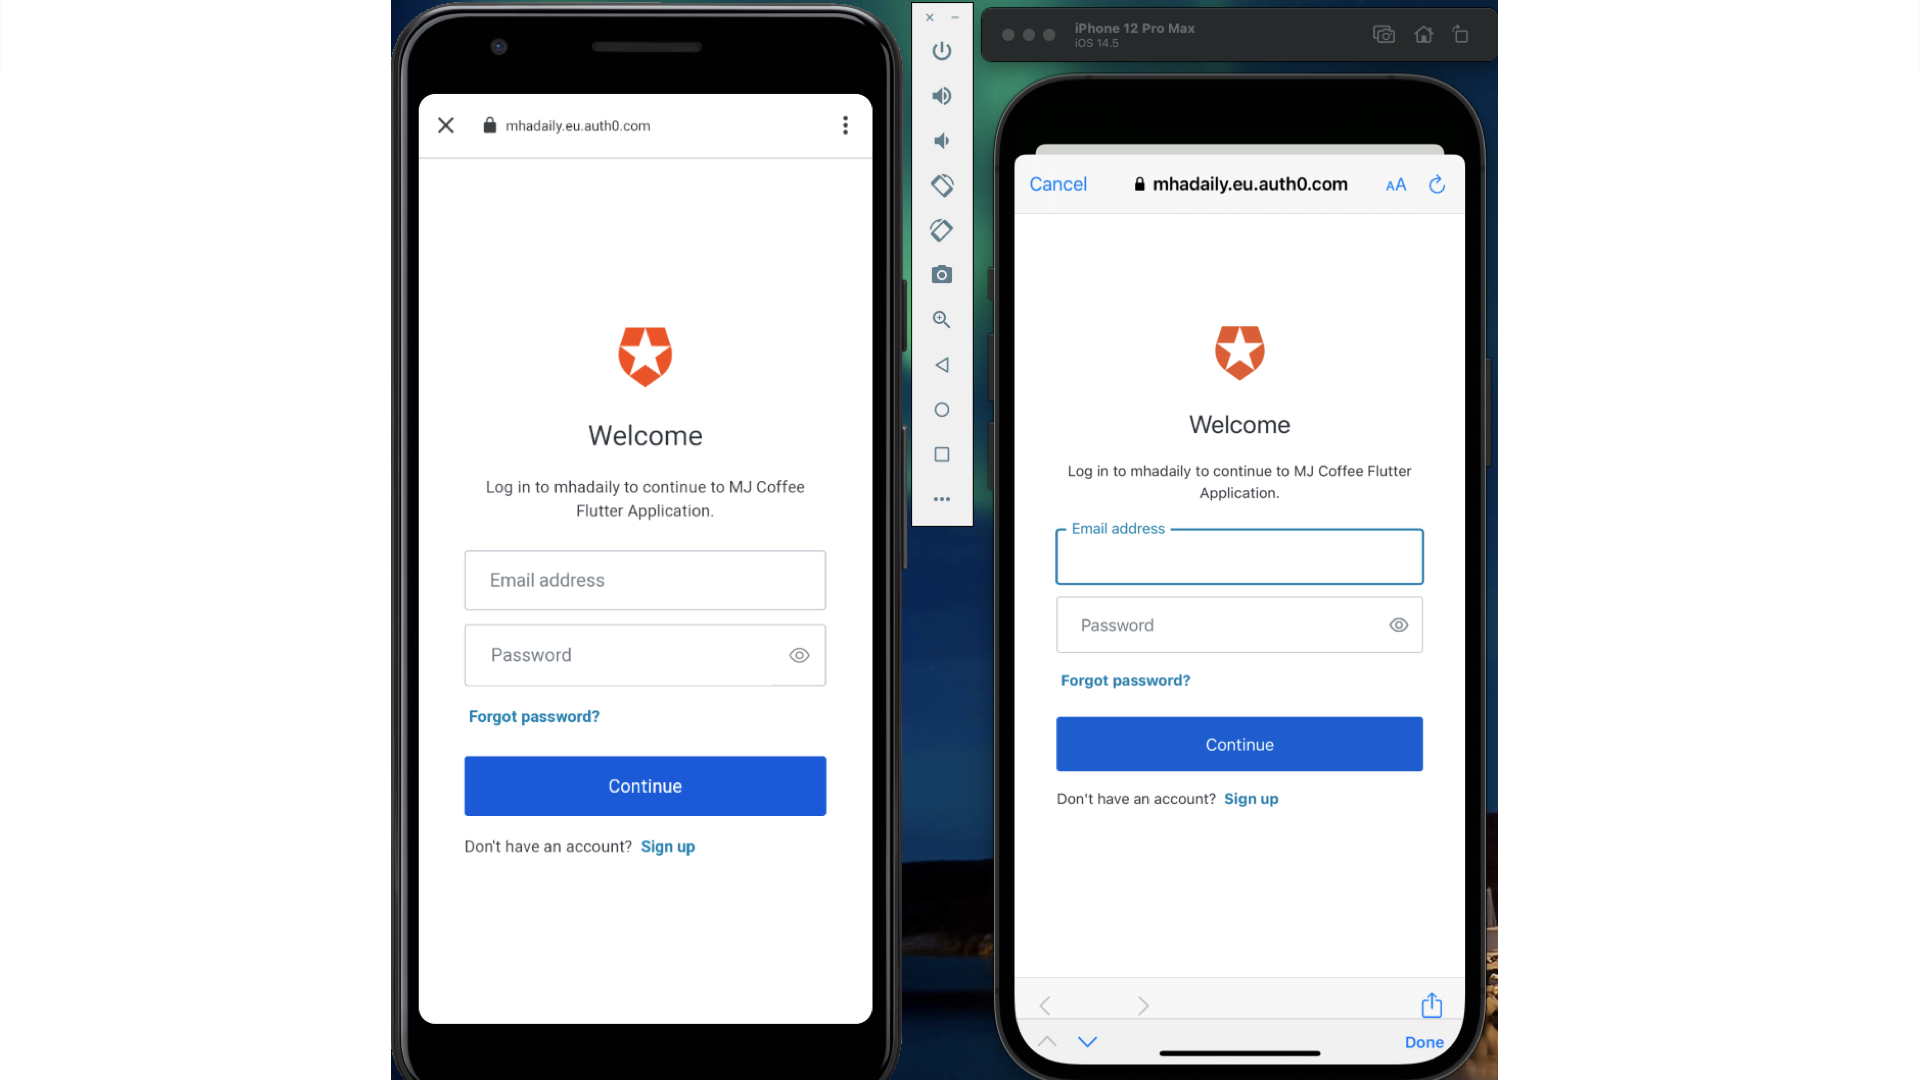 mhadaily.eu.auth0.com
Welcome
Log in to mhadaily to continue to MJ Coffee
Flutter Application.
Email address
Password
Forgot password?
Continue
Don't have an account? Sign up
iPhone 12 Pro Max
iOS 14.5
Cancel
mhadaily.eu.auth0.com
AA
Welcome
Log in to mhadaily to continue to MJ Coffee Flutter
Application.
Email address
Password
Forgot password?
Continue
Don't have an account? Sign up
Done